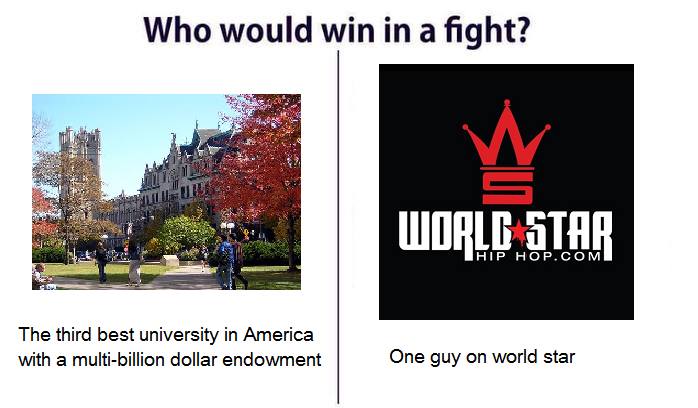 Who would win in a fight?
The third best university in America
with a multi-billion dollar endowment
WS
WORLD STAR
HIP HOP.COM
One guy on world star